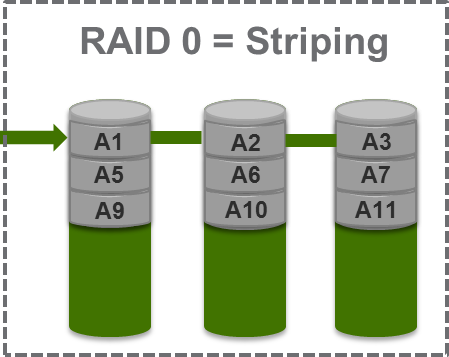 RAID 0 = Striping
A1 A2 A3
A5 A6 A7
A9 A10 A11